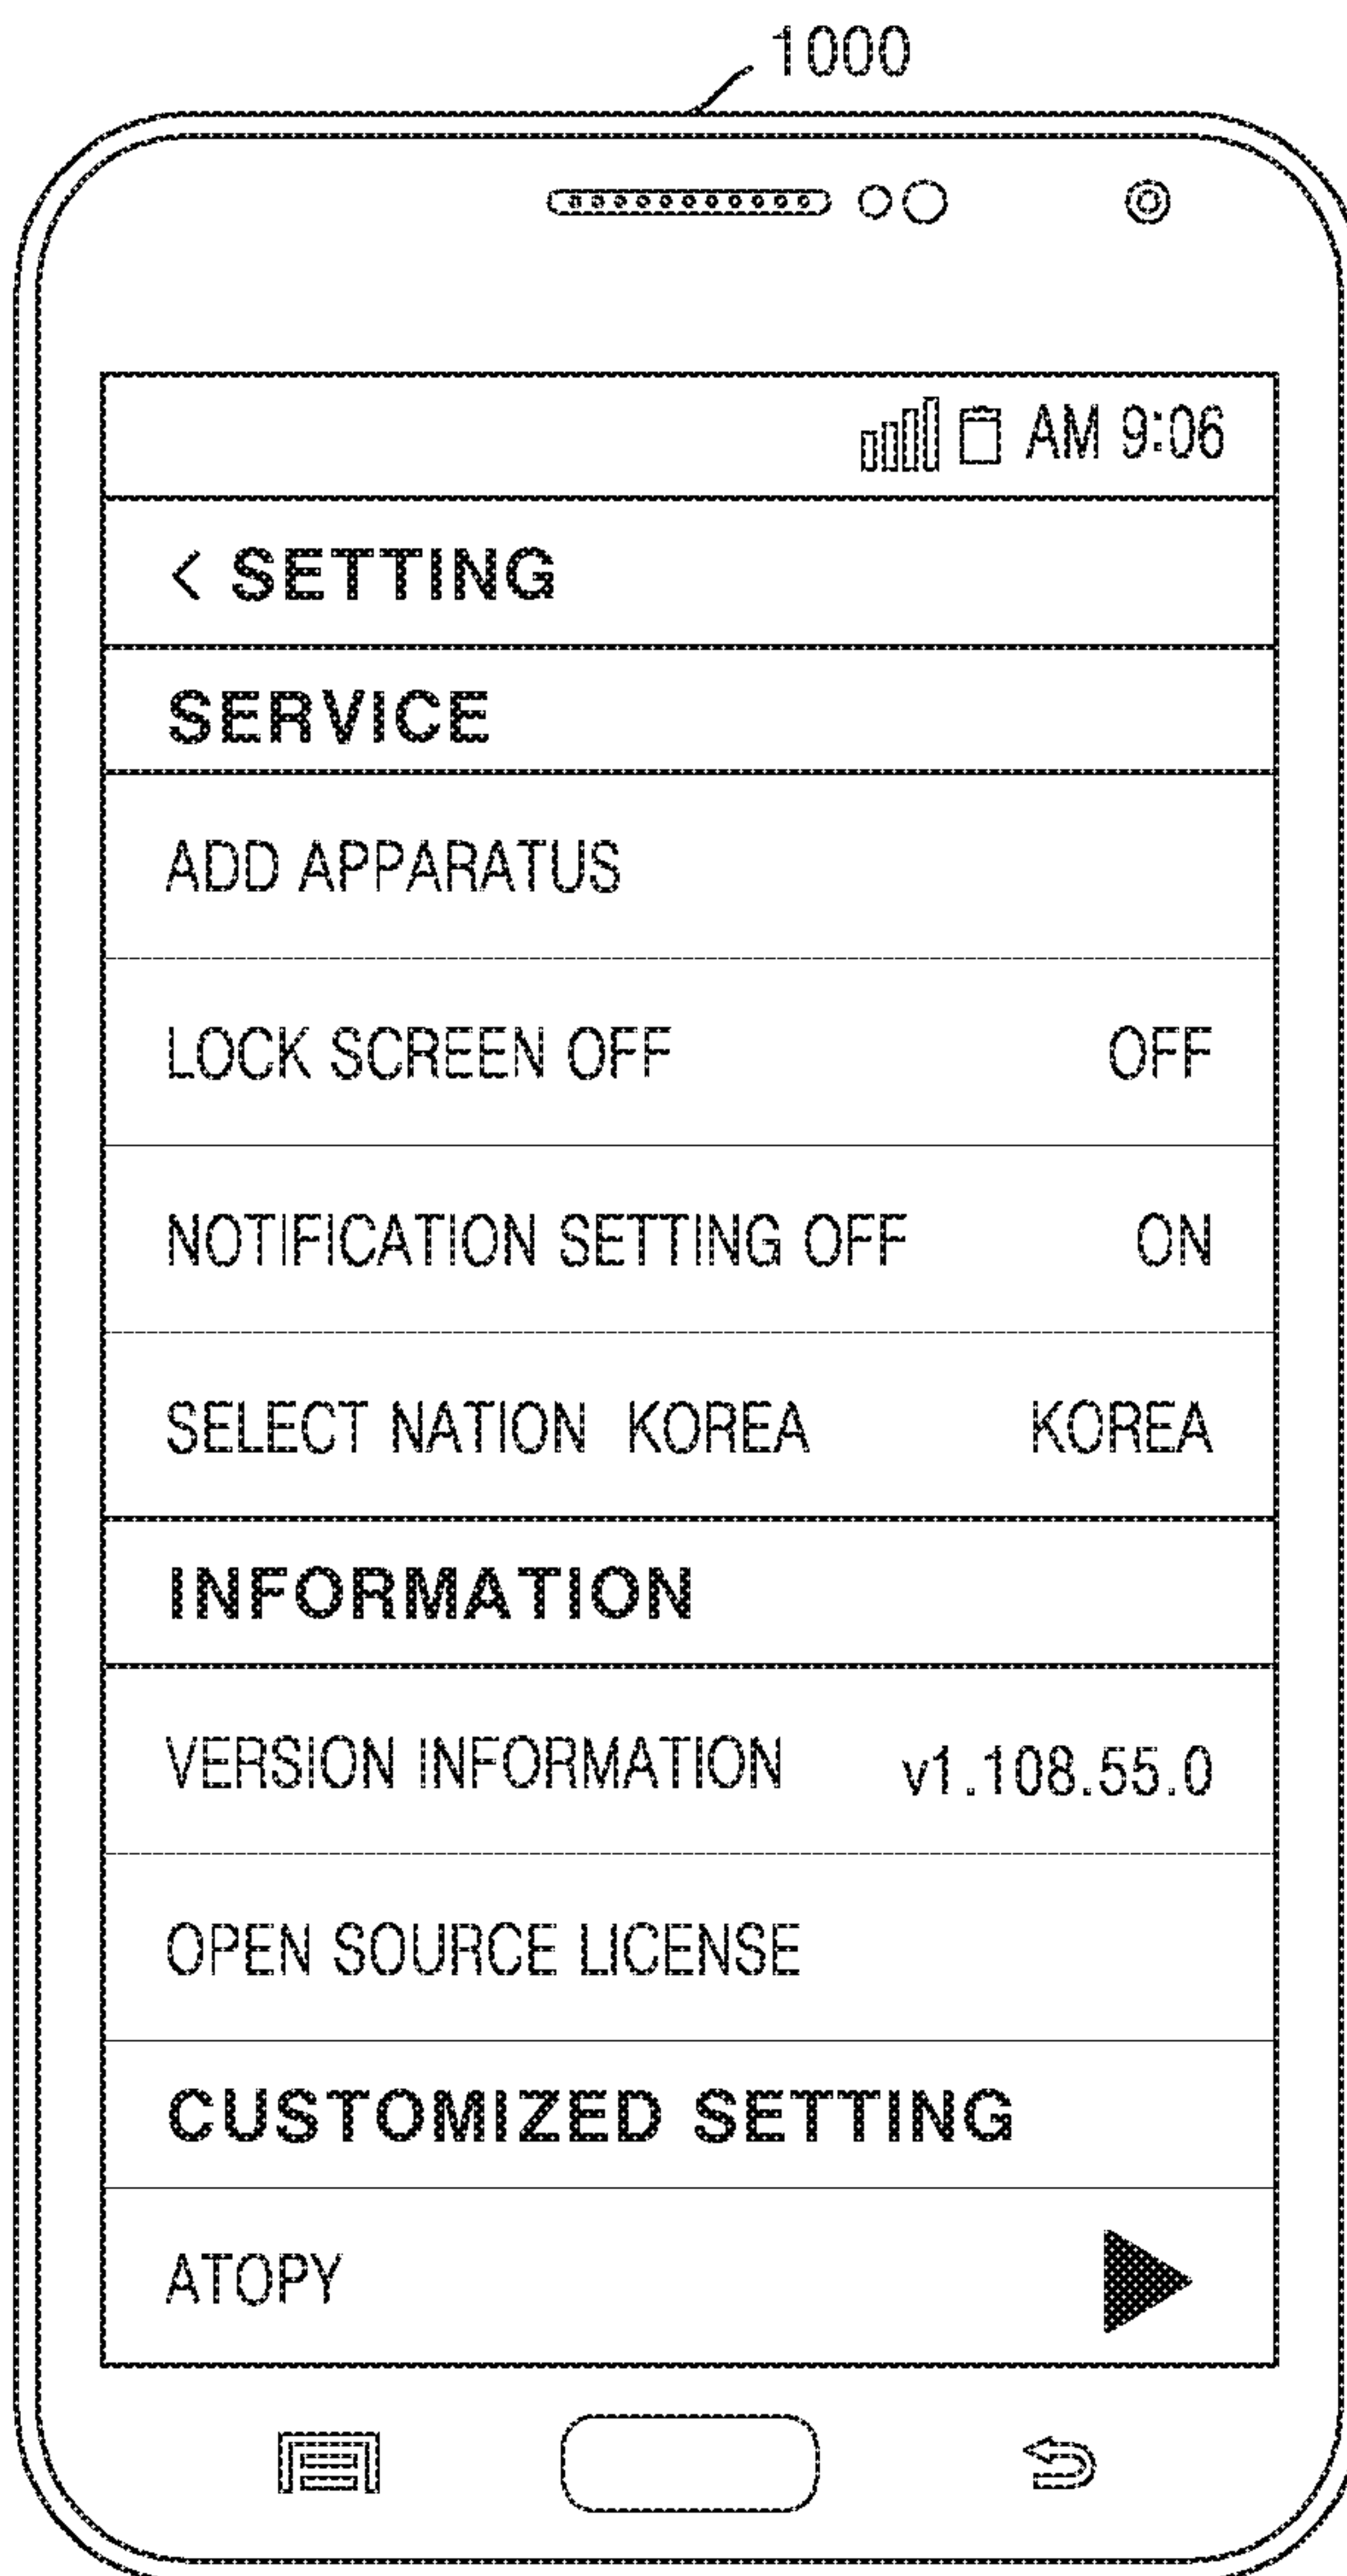 1000
AM 9:06
< SETTING
SERVICE
ADD APPARATUS
LOCK SCREEN OFF OFF
NOTIFICATION SETTING OFF ON
SELECT NATION KOREA KOREA
INFORMATION
VERSION INFORMATION v1.108.55.0
OPEN SOURCE LICENSE
CUSTOMIZED SETTING
ATOPY